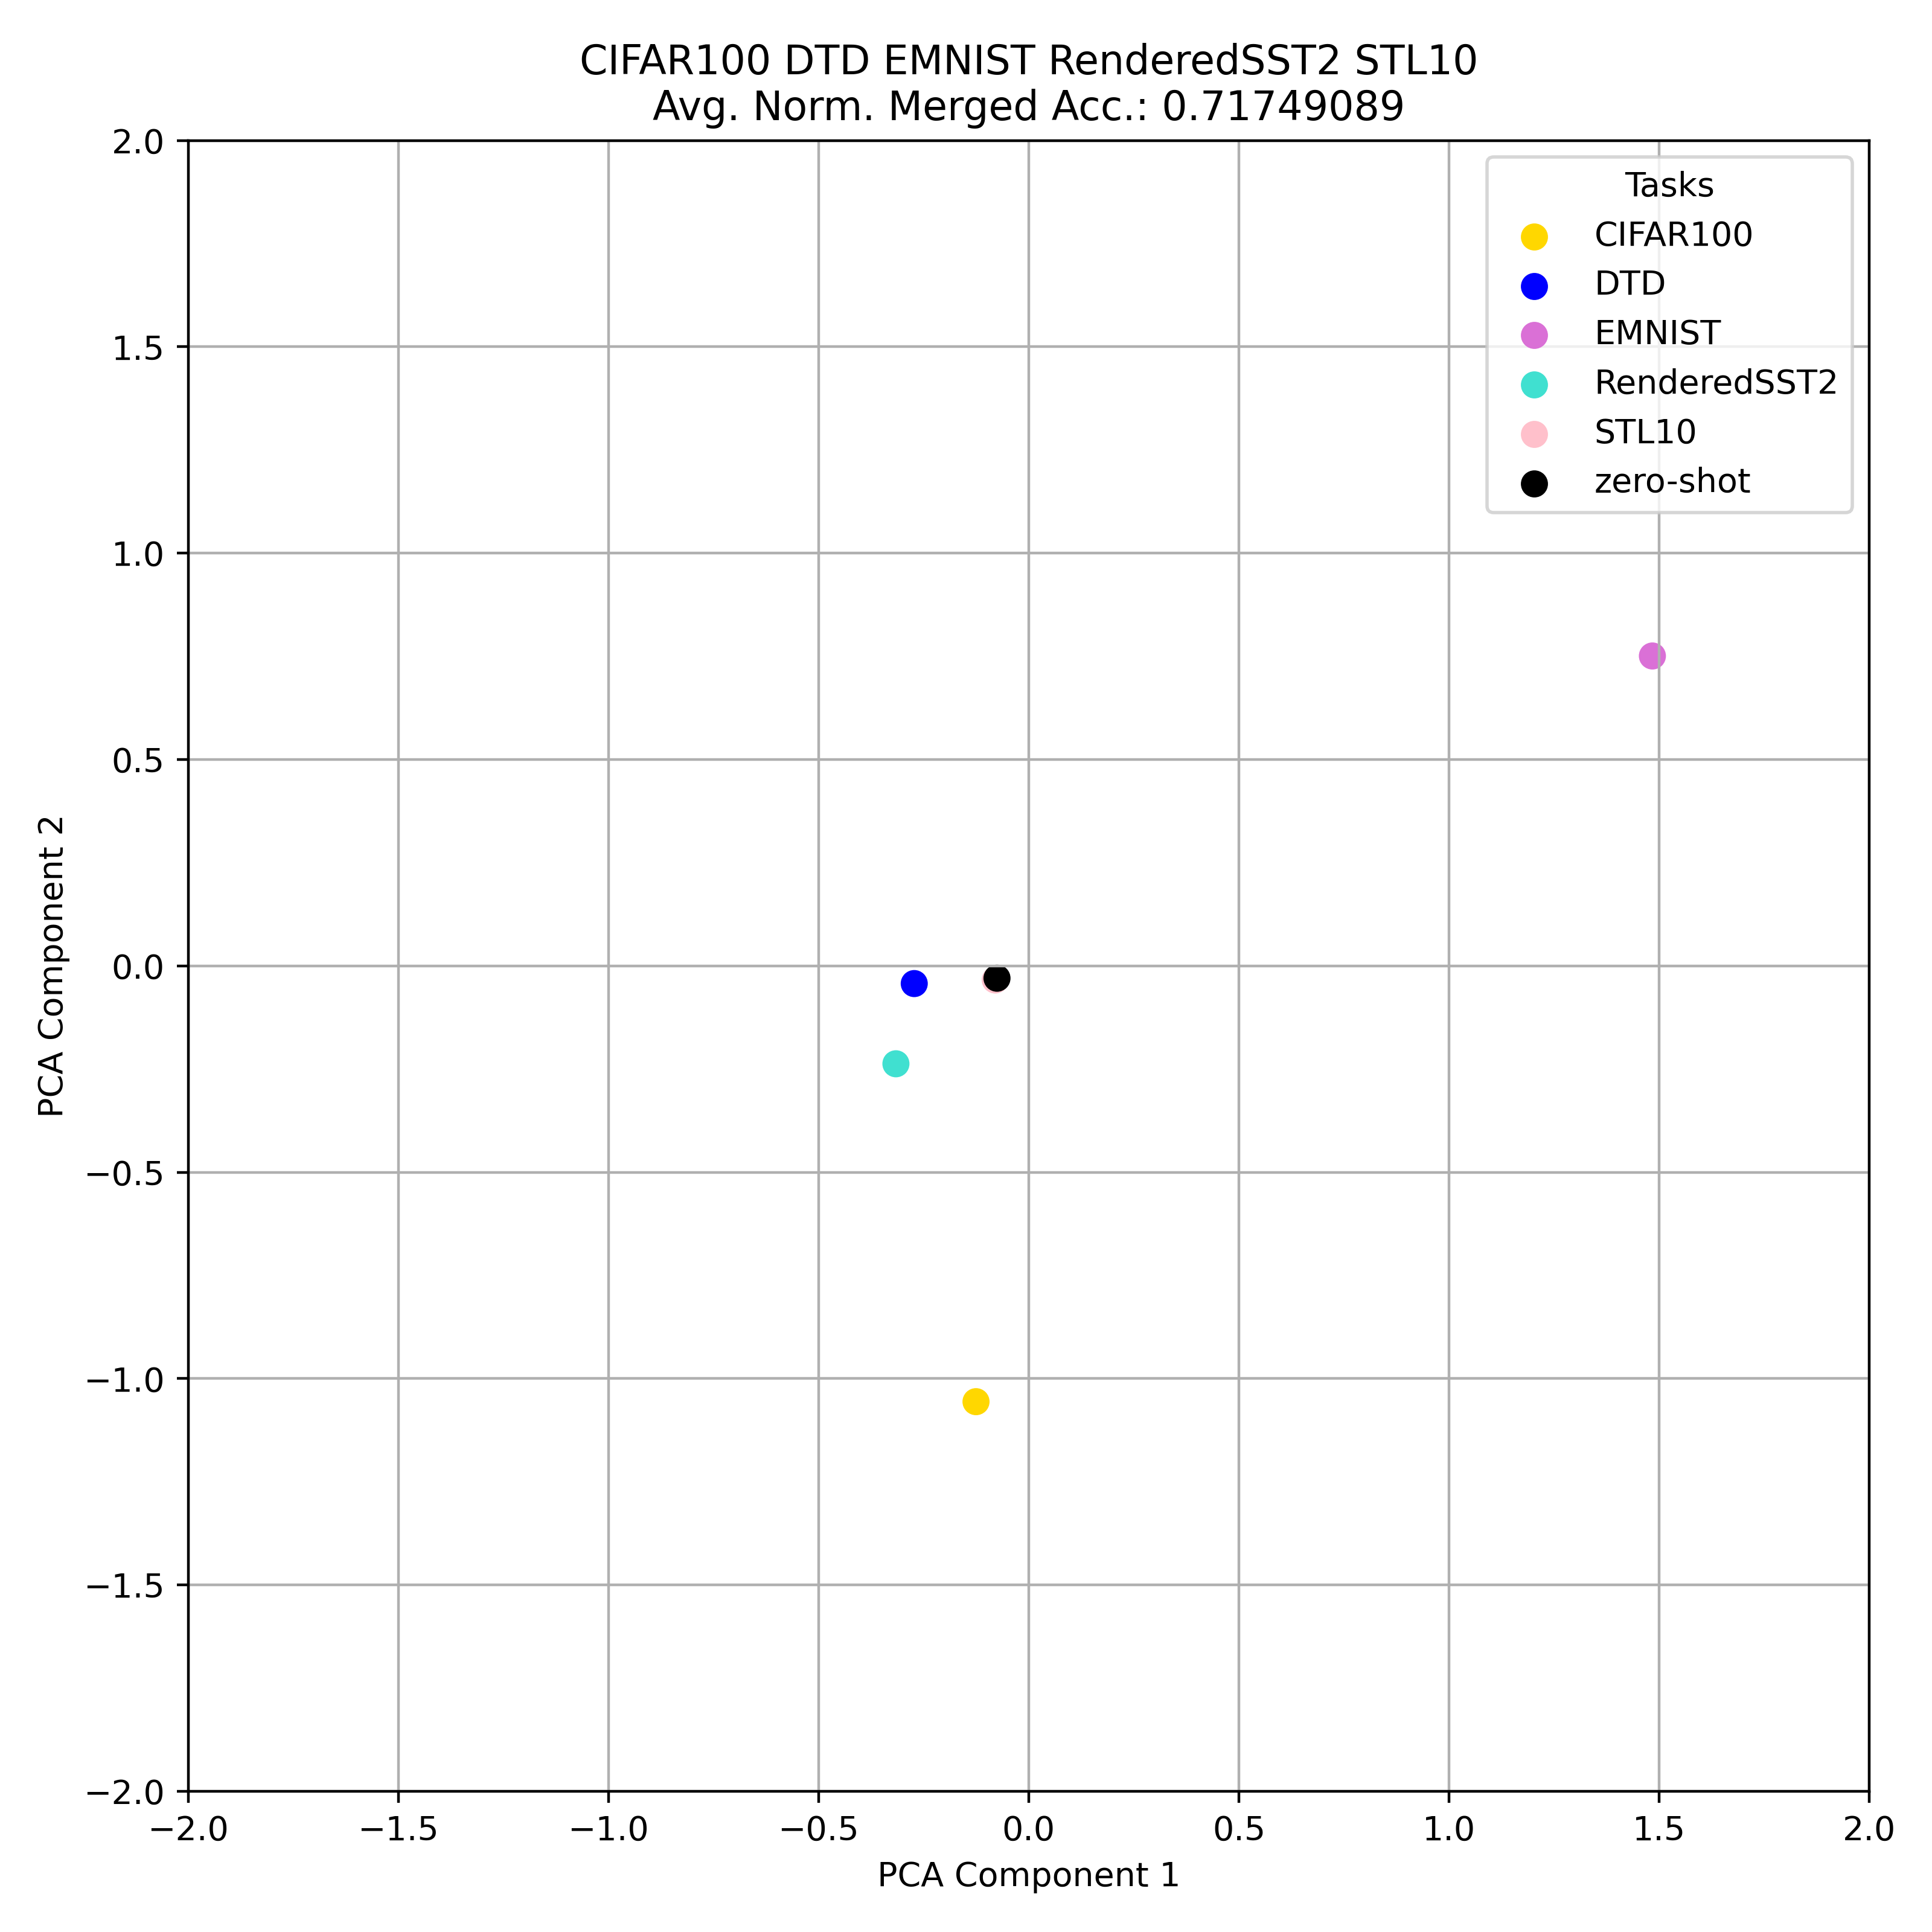 CIFAR100 DTD EMNIST RenderedSST2 STL10
Avg. Norm. Merged Acc.: 0.71749089
Tasks
CIFAR100
DTD
EMNIST
RenderedSST2
STL10
zero-shot
2.0
1.5
1.0
0.5
0.0
−0.5
−1.0
−1.5
−2.0
PCA Component 2
−2.0 −1.5 −1.0 −0.5 0.0 0.5 1.0 1.5 2.0
PCA Component 1